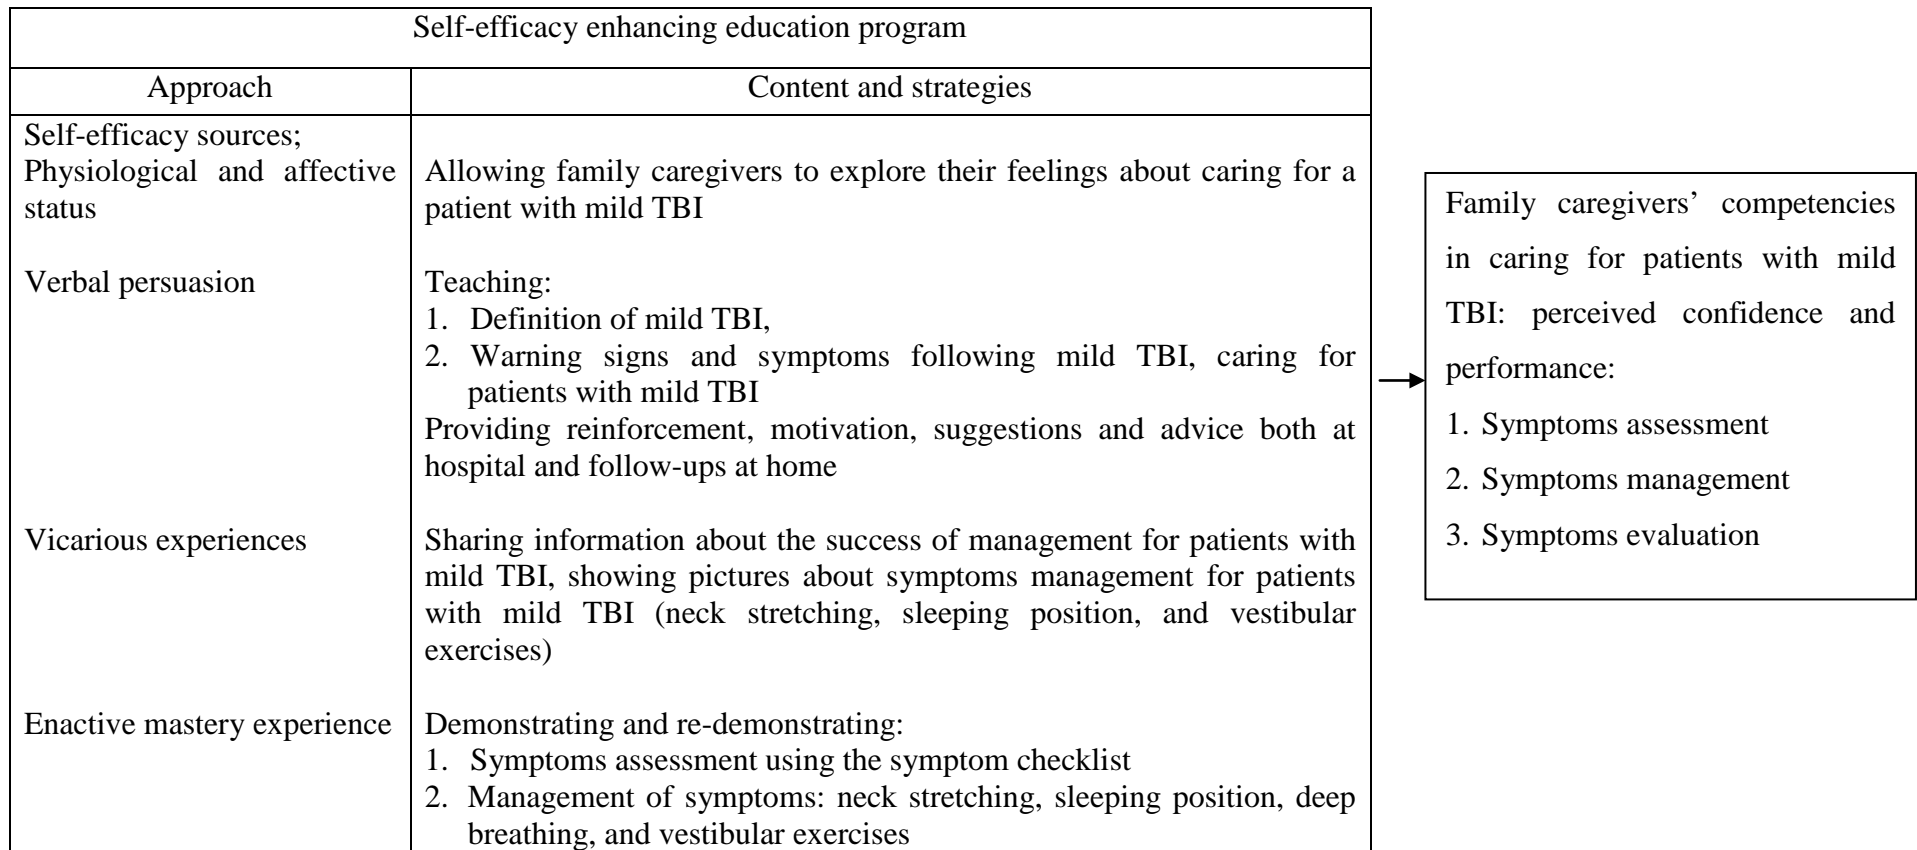 Self-efficacy enhancing education program
Approach
Content and strategies
Self-efficacy sources;
Physiological and affective
status
Allowing family caregivers to explore their feelings about caring for a
patient with mild TBI
Verbal persuasion
Teaching:
1. Definition of mild TBI,
2. Warning signs and symptoms following mild TBI, caring for
patients with mild TBI
Providing reinforcement, motivation, suggestions and advice both at
hospital and follow-ups at home
Vicarious experiences
Sharing information about the success of management for patients with
mild TBI, showing pictures about symptoms management for patients
with mild TBI (neck stretching, sleeping position, and vestibular
exercises)
Enactive mastery experience
Demonstrating and re-demonstrating:
1. Symptoms assessment using the symptom checklist
2. Management of symptoms: neck stretching, sleeping position, deep
breathing, and vestibular exercises
Family caregivers’ competencies
in caring for patients with mild
TBI: perceived confidence and
performance:
1. Symptoms assessment
2. Symptoms management
3. Symptoms evaluation